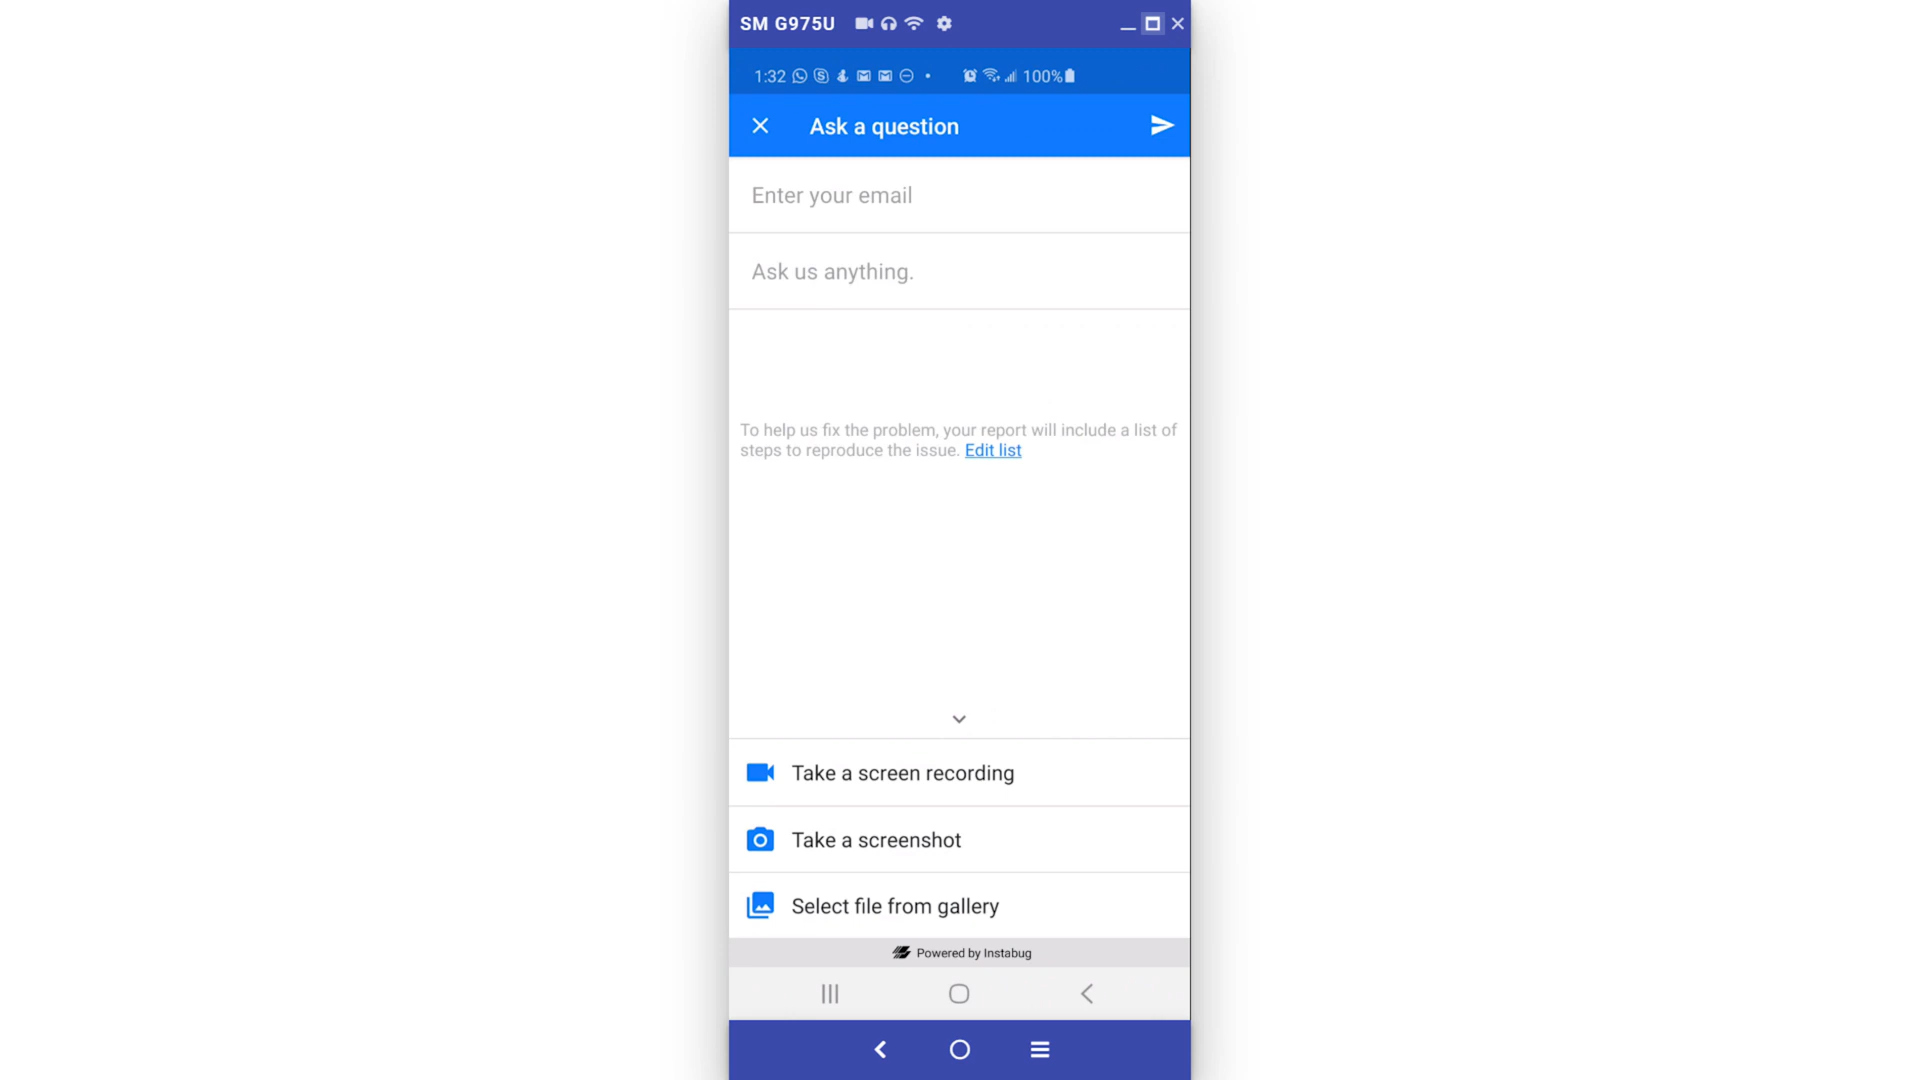 SM G975U
1:32 100%
Ask a question
Enter your email
Ask us anything.
To help us fix the problem, your report will include a list of
steps to reproduce the issue. Edit list
Take a screen recording
Take a screenshot
Select file from gallery
Powered by Instabug